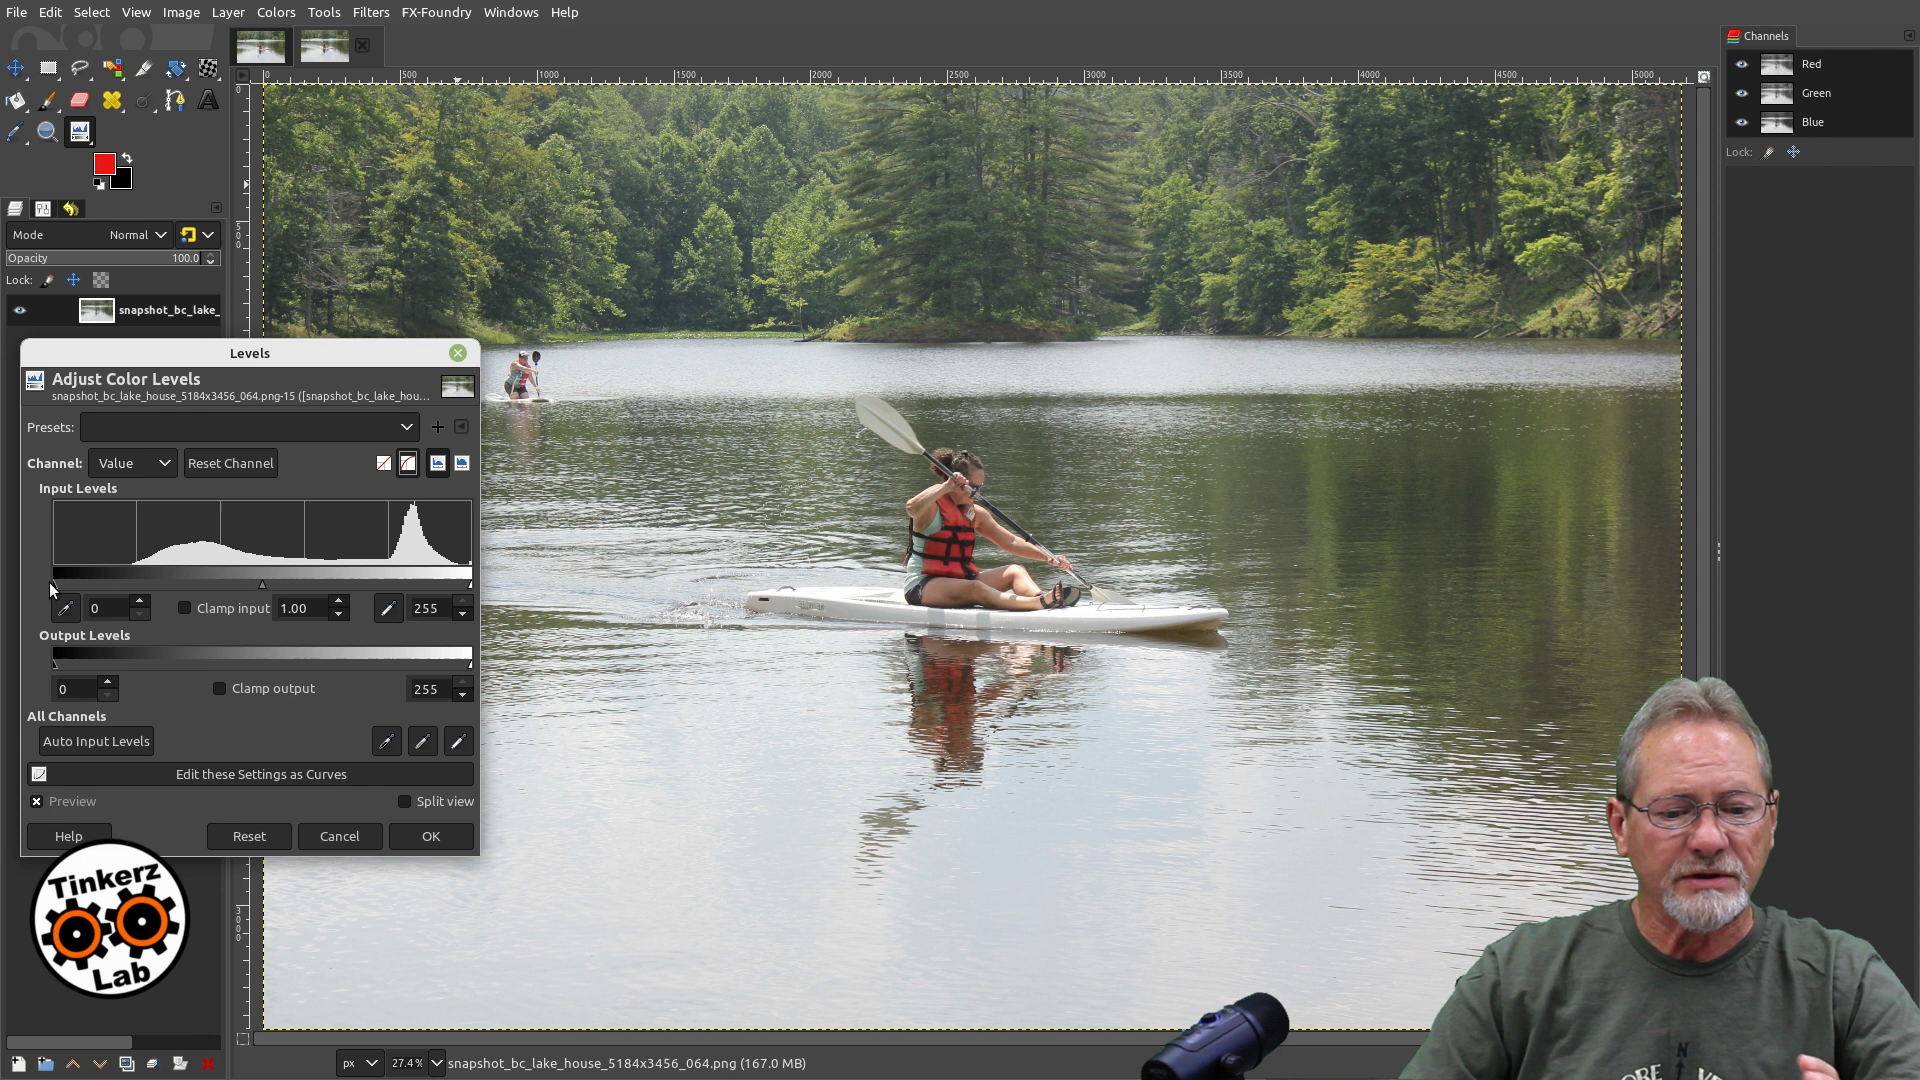 File Edit Select View Image Layer Colors Tools Filters FX-Foundry Windows Help
Channels
0 500 1000 1500 2000 2500 3000 3500 4000 4500 5000
Red
Green
Blue
Lock:
Mode Normal
Opacity 100.0
Lock:
snapshot_bc_lake_
Levels
Adjust Color Levels
snapshot_bc_lake_house_5184x3456_064.png-15 ([snapshot_bc_lake_hou...
Presets:
Channel: Value Reset Channel
Input Levels
0 Clamp input 1.00 255
Output Levels
0 Clamp output 255
All Channels
Auto Input Levels
Edit these Settings as Curves
Preview Split view
Help Reset Cancel OK
Tinkerz
Lab
0
500
3000
px 27.4% snapshot_bc_lake_house_5184x3456_064.png (167.0 MB)
N